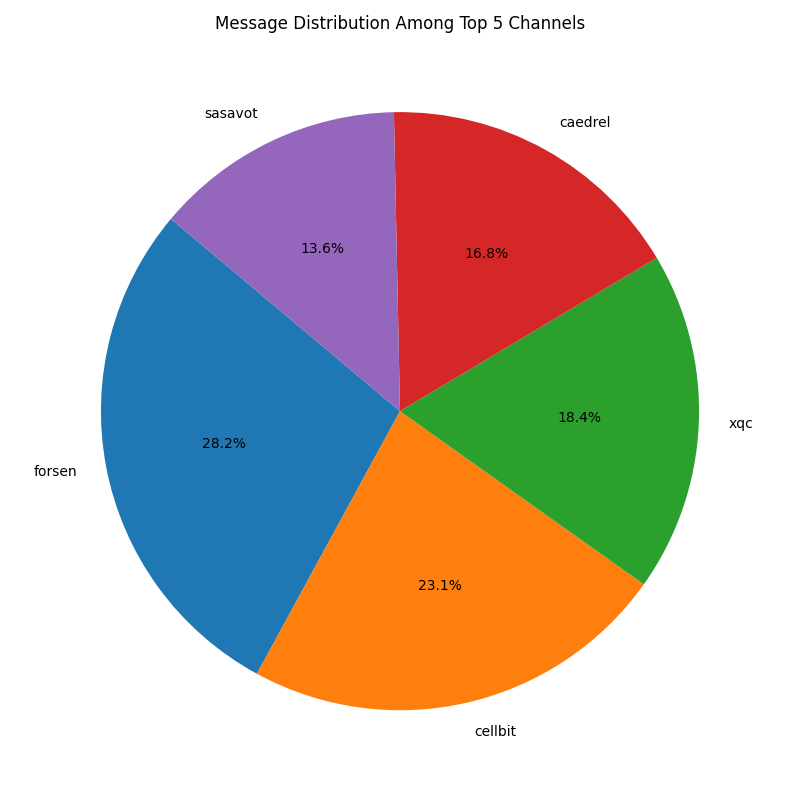 Message Distribution Among Top 5 Channels
sasavot
caedrel
13.6%
16.8%
xqc
18.4%
28.2%
forsen
23.1%
cellbit